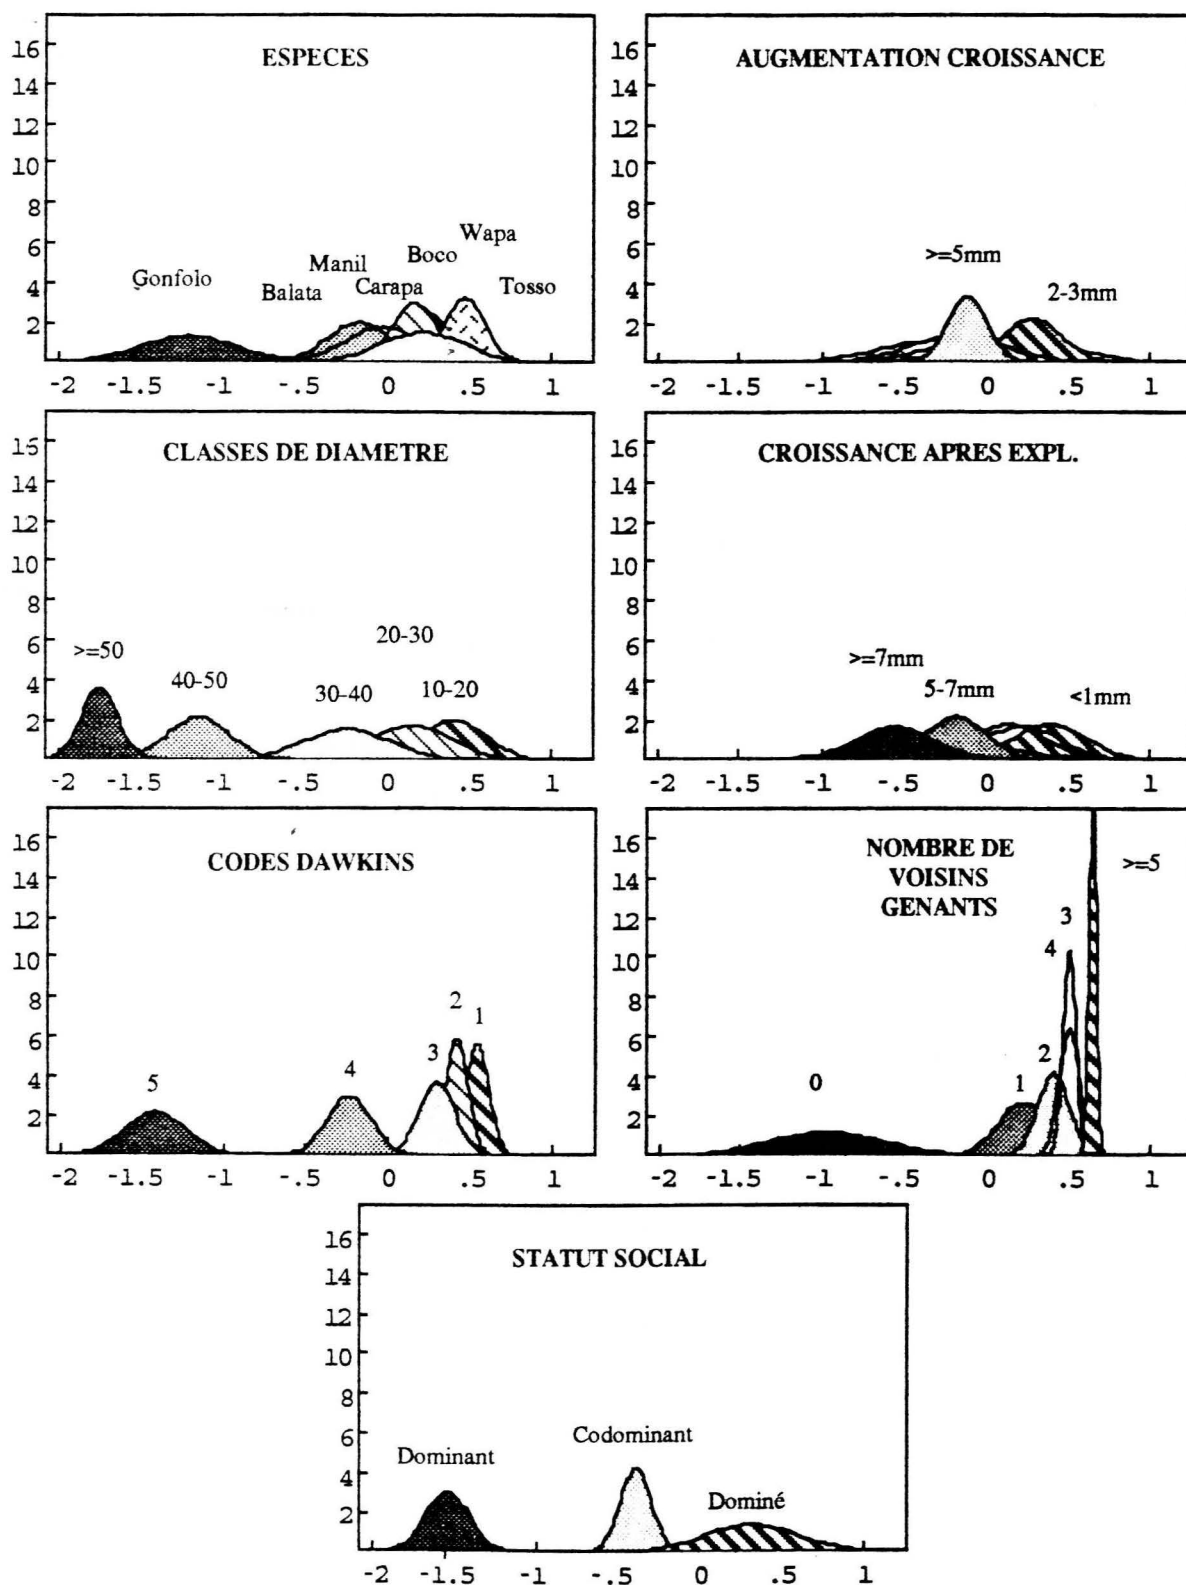 ESPECES
16
14
12
10
8
6
4
2
Gonfolo
Balata
Manil
Carapa
Boco
Wapa
Tosso
-2 -1.5 -1 -.5 0 .5 1
AUGMENTATION CROISSANCE
16
14
12
10
8
6
4
2
>=5mm
2-3mm
-2 -1.5 -1 -.5 0 .5 1
CLASSES DE DIAMETRE
15
14
12
10
8
6
4
2
>=50
40-50
30-40
20-30
10-20
-2 -1.5 -1 -.5 0 .5 1
CROISSANCE APRES EXPL.
16
14
12
10
8
6
4
2
>=7mm
5-7mm
<1mm
-2 -1.5 -1 -.5 0 .5 1
CODES DAWKINS
16
14
12
10
8
6
4
2
5
4
3
2
1
-2 -1.5 -1 -.5 0 .5 1
NOMBRE DE
VOISINS
GENANTS
16
14
12
10
8
6
4
2
0
1
2
4
3
>=5
-2 -1.5 -1 -.5 0 .5 1
STATUT SOCIAL
16
14
12
10
8
6
4
2
Dominant
Codominant
Dominé
-2 -1.5 -1 -.5 0 .5 1